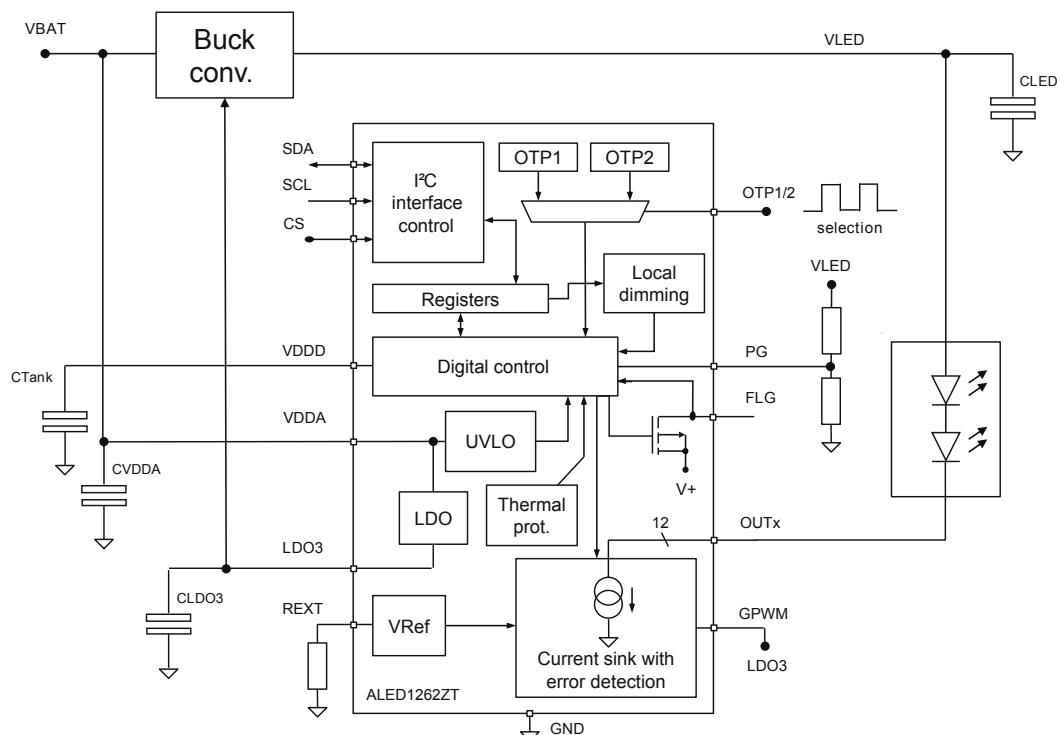 VBAT
Buck
conv.
VLED
CLED
SDA
SCL
CS
I²C
interface
control
OTP1
OTP2
OTP1/2
selection
VLED
Registers
Local
dimming
VDDD
CTank
Digital control
PG
FLG
VDDA
UVLO
CVDDA
V+
LDO
Thermal
prot.
12
OUTx
LDO3
CLDO3
REXT
VRef
GPWM
LDO3
Current sink with
error detection
ALED1262ZT
GND